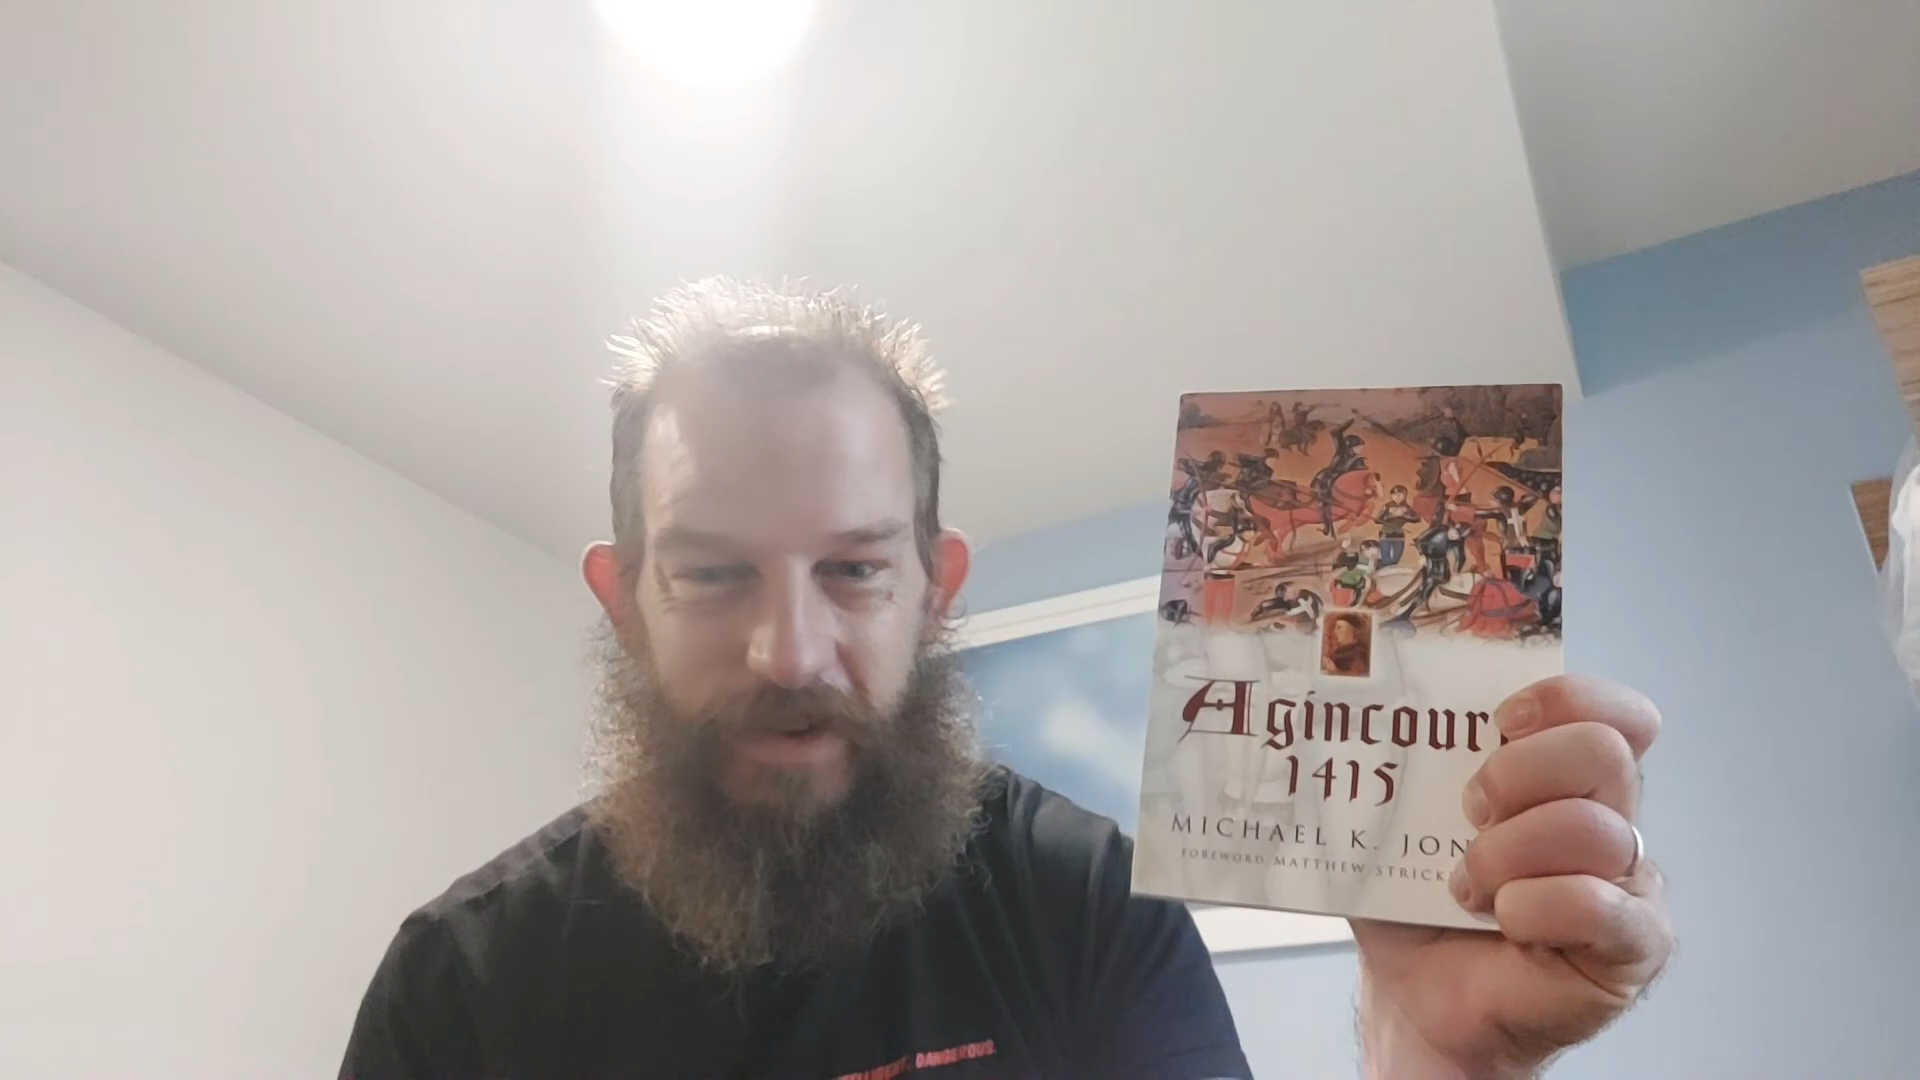 Agincour
1415
MICHAEL K. JON
FOREWORD MATTHEW STRICK
DANGEROUS.